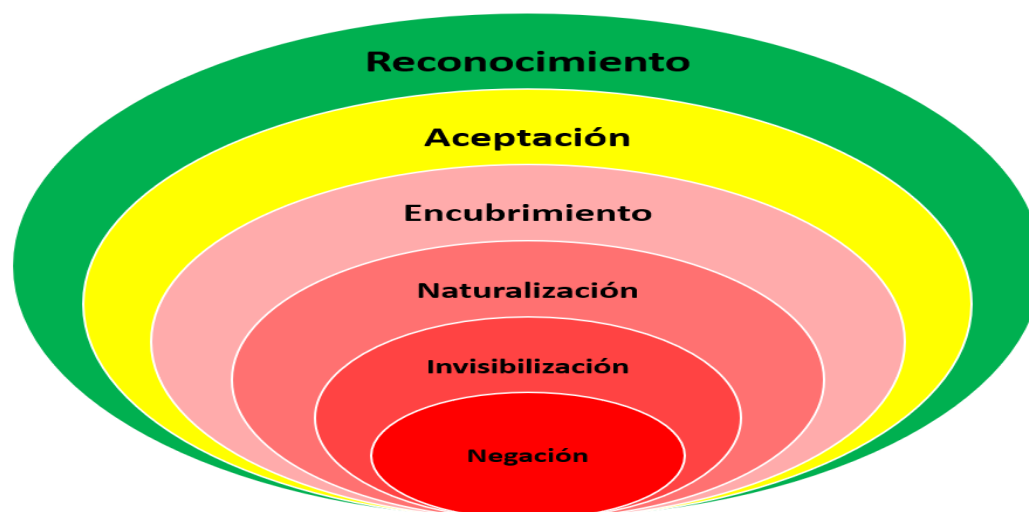 Reconocimiento
Aceptación
Encubrimiento
Naturalización
Invisibilización
Negación